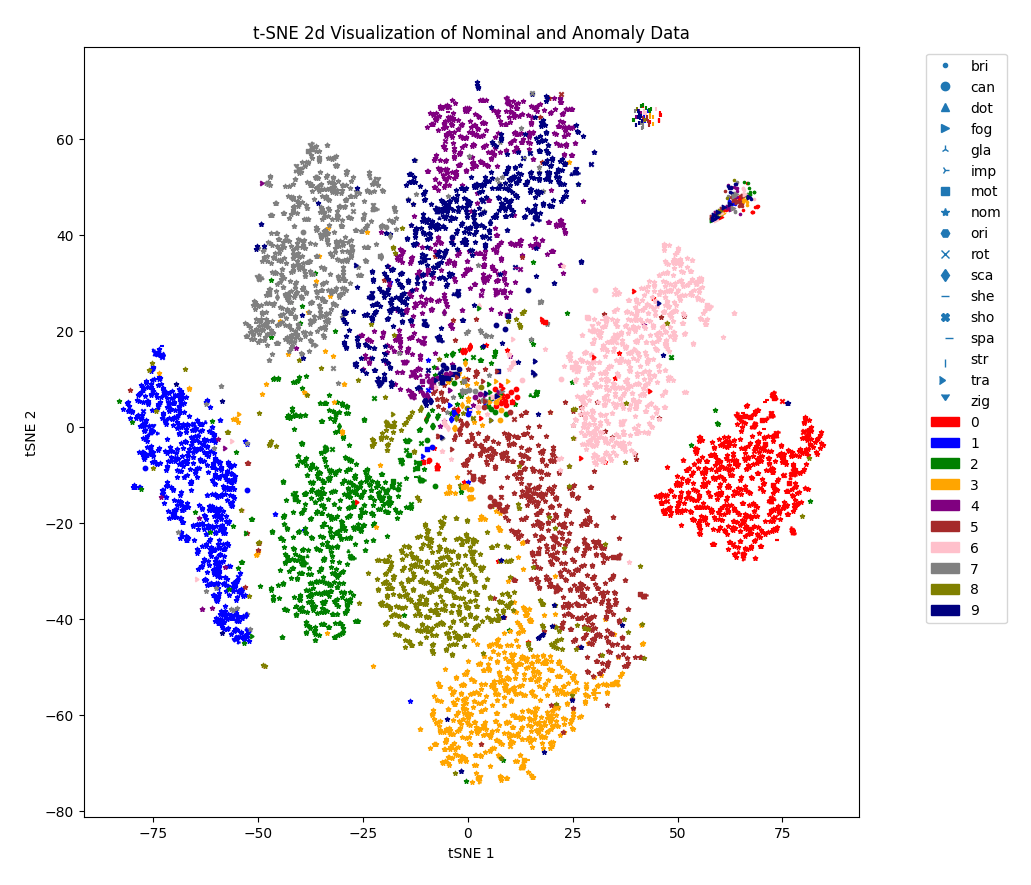 t-SNE 2d Visualization of Nominal and Anomaly Data
60
40
20
0
−20
−40
−60
−80
tSNE 2
−75
−50
−25
0
25
50
75
tSNE 1
bri
can
dot
fog
gla
imp
mot
nom
ori
rot
sca
she
sho
spa
str
tra
zig
0
1
2
3
4
5
6
7
8
9